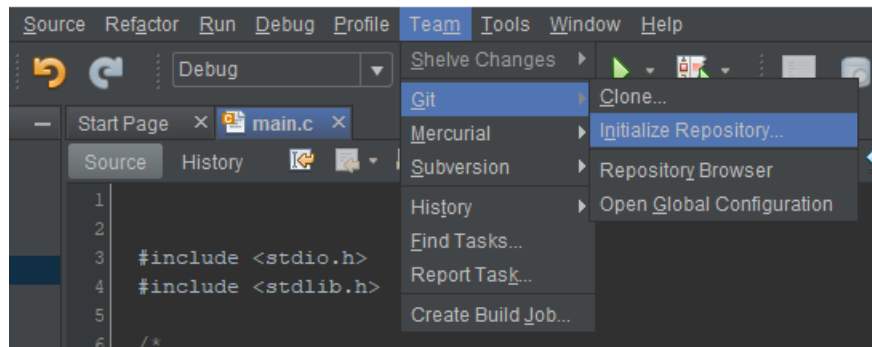 Source Refactor Run Debug Profile Team Tools Window Help
Debug
Shelve Changes
Git
Mercurial
Subversion
History
Find Tasks...
Report Task...
Create Build Job...
Clone...
Initialize Repository...
Repository Browser
Open Global Configuration
Start Page main.c
Source History
1
2
3 #include <stdio.h>
4 #include <stdlib.h>
5
6 /*